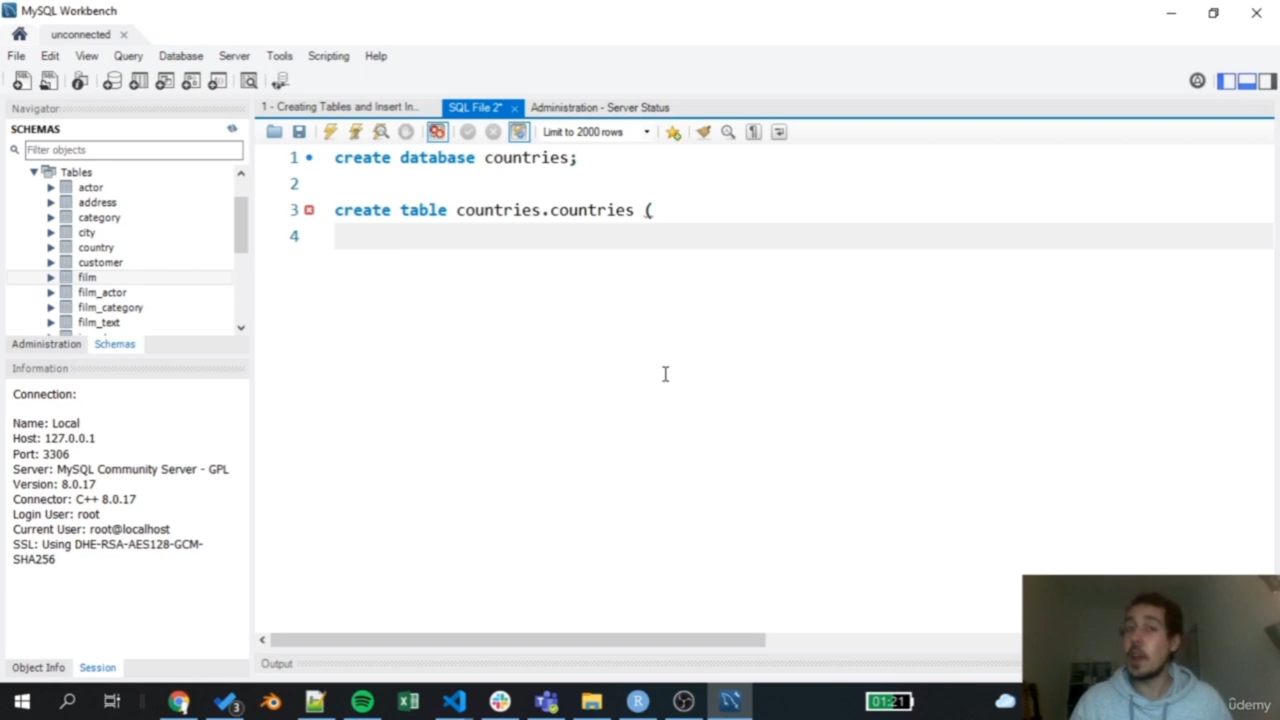 MySQL Workbench
unconnected
File Edit View Query Database Server Tools Scripting Help
Navigator
SCHEMAS
Filter objects
Tables
actor
address
category
city
country
customer
film
film_actor
film_category
film_text
Administration Schemas
Information
Connection:
Name: Local
Host: 127.0.0.1
Port: 3306
Server: MySQL Community Server - GPL
Version: 8.0.17
Connector: C++ 8.0.17
Login User: root
Current User: root@localhost
SSL: Using DHE-RSA-AES128-GCM-
SHA256
Object Info Session
1 - Creating Tables and Insert In... SQL File 2* Administration - Server Status
Limit to 2000 rows
1 create database countries;
2
3 create table countries.countries (
4
Output
3
01:21
ûdemy